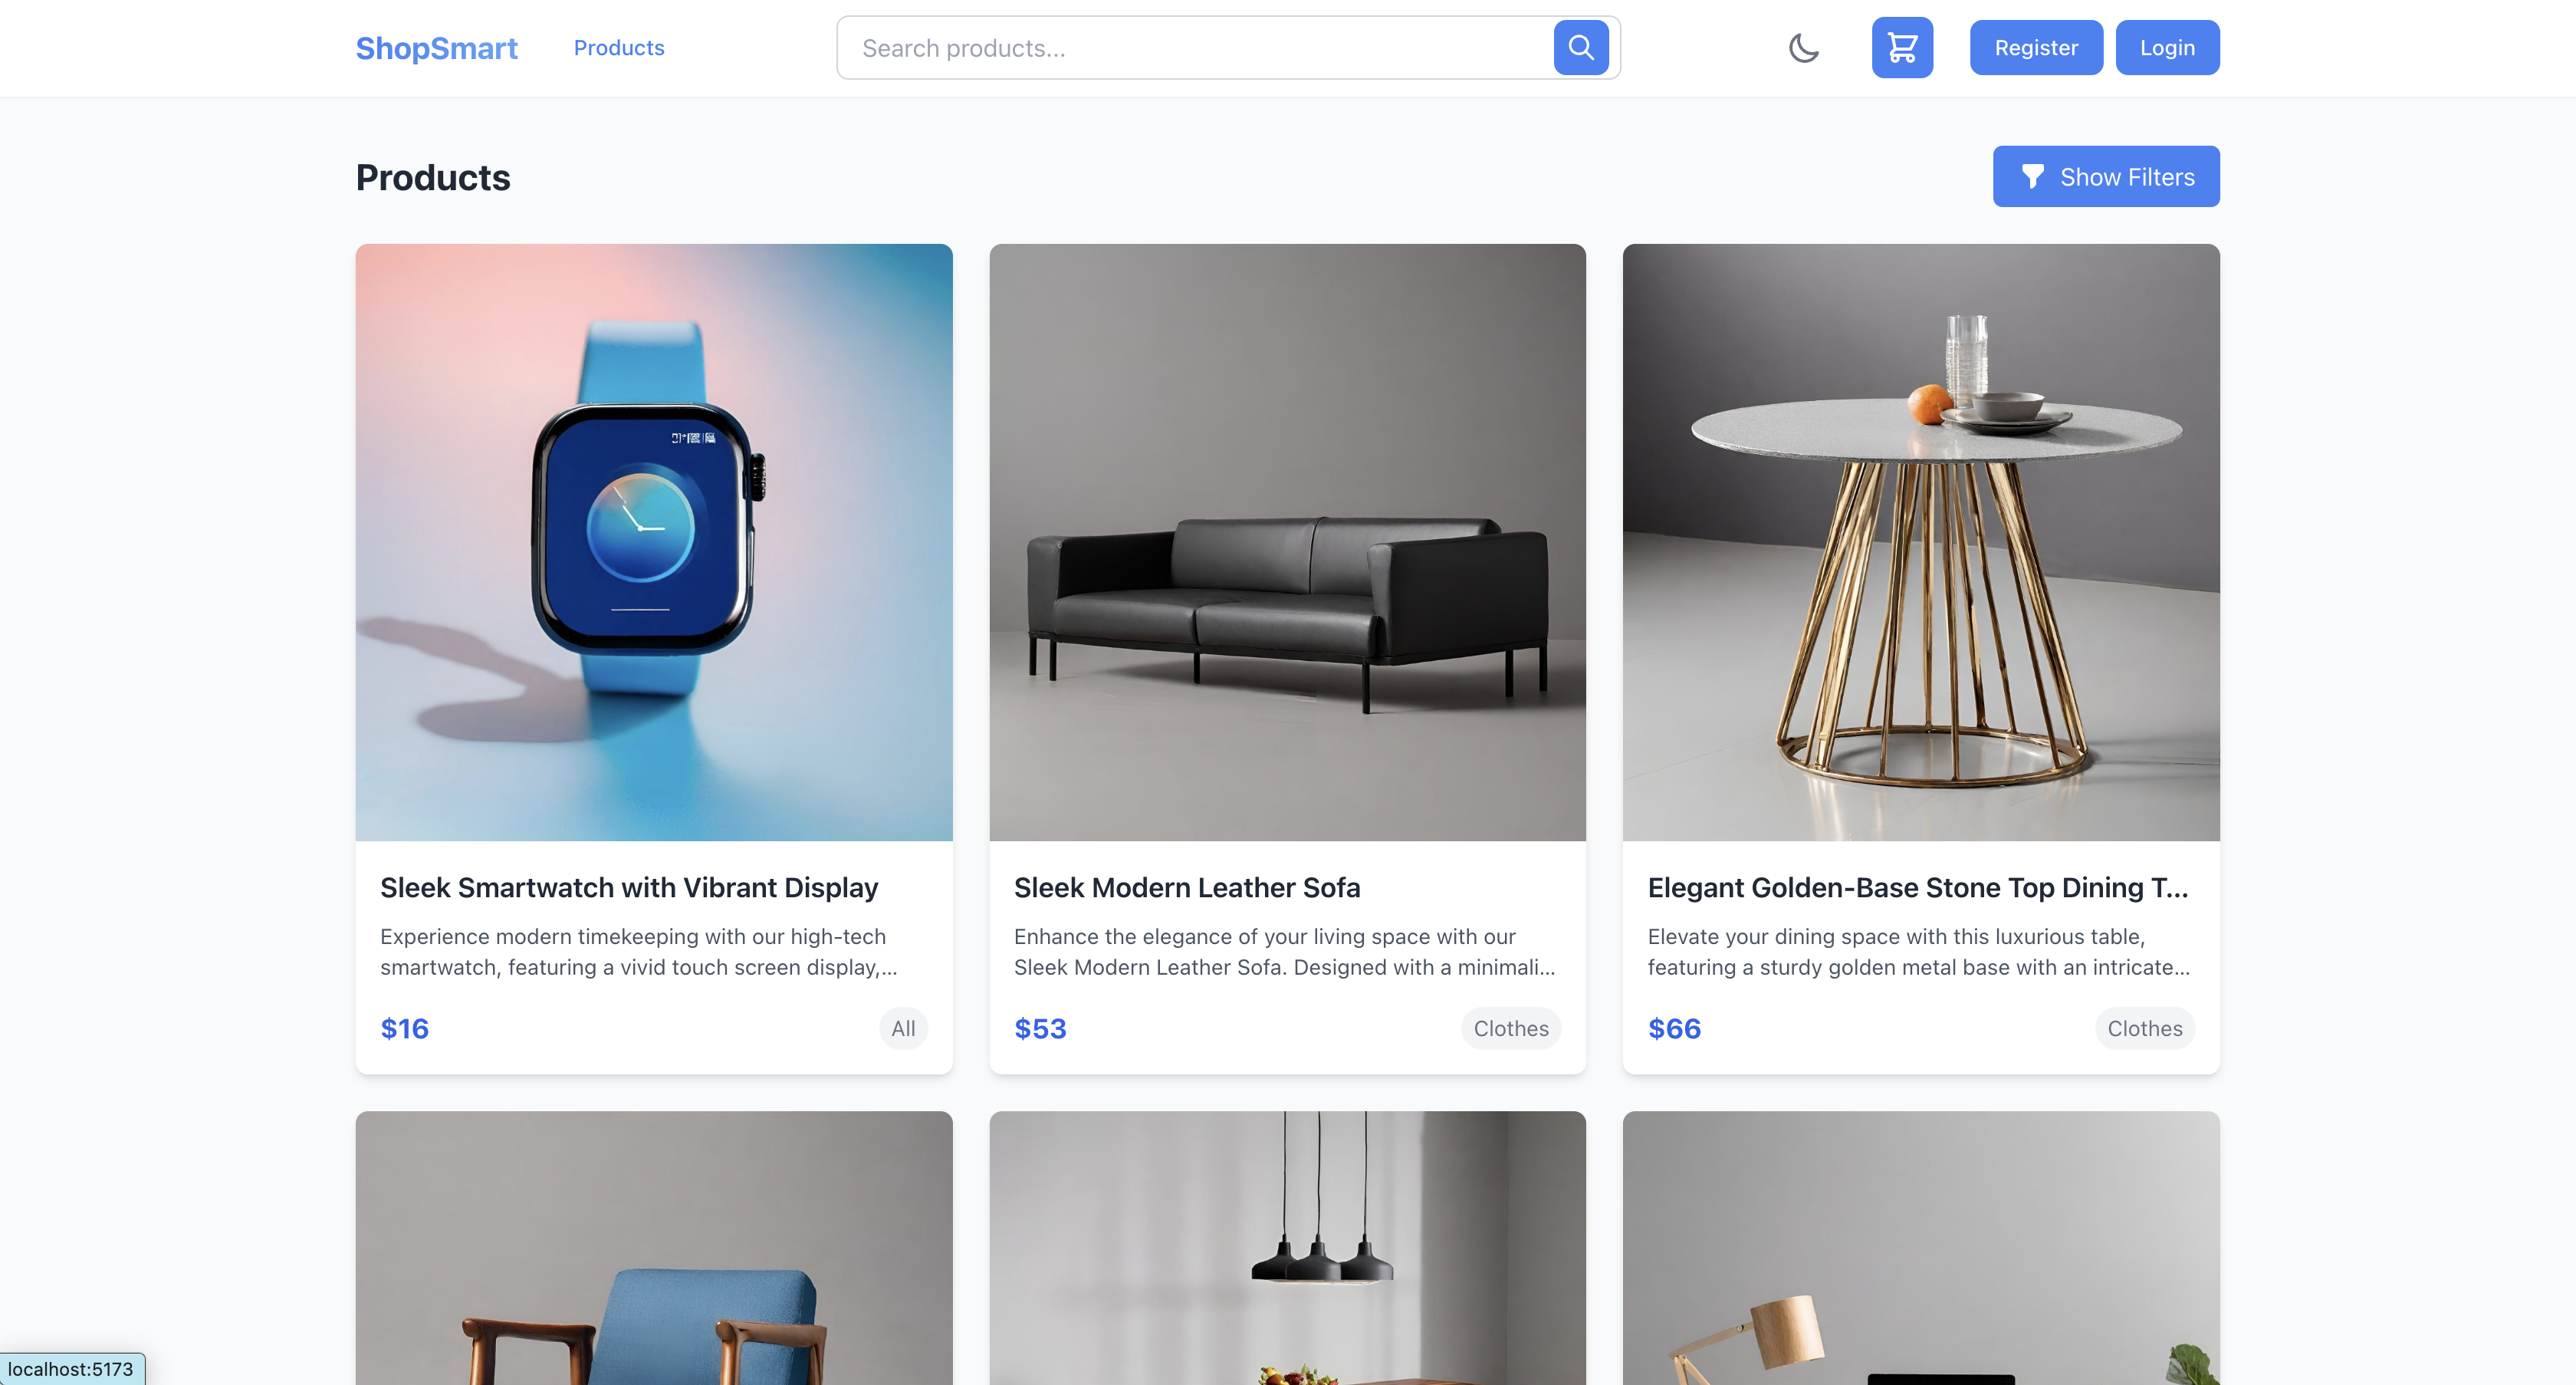 ShopSmart Products Search products... Register Login
Products Show Filters
Sleek Smartwatch with Vibrant Display
Experience modern timekeeping with our high-tech
smartwatch, featuring a vivid touch screen display,...
$16 All
Sleek Modern Leather Sofa
Enhance the elegance of your living space with our
Sleek Modern Leather Sofa. Designed with a minimali...
$53 Clothes
Elegant Golden-Base Stone Top Dining T...
Elevate your dining space with this luxurious table,
featuring a sturdy golden metal base with an intricate...
$66 Clothes
localhost:5173